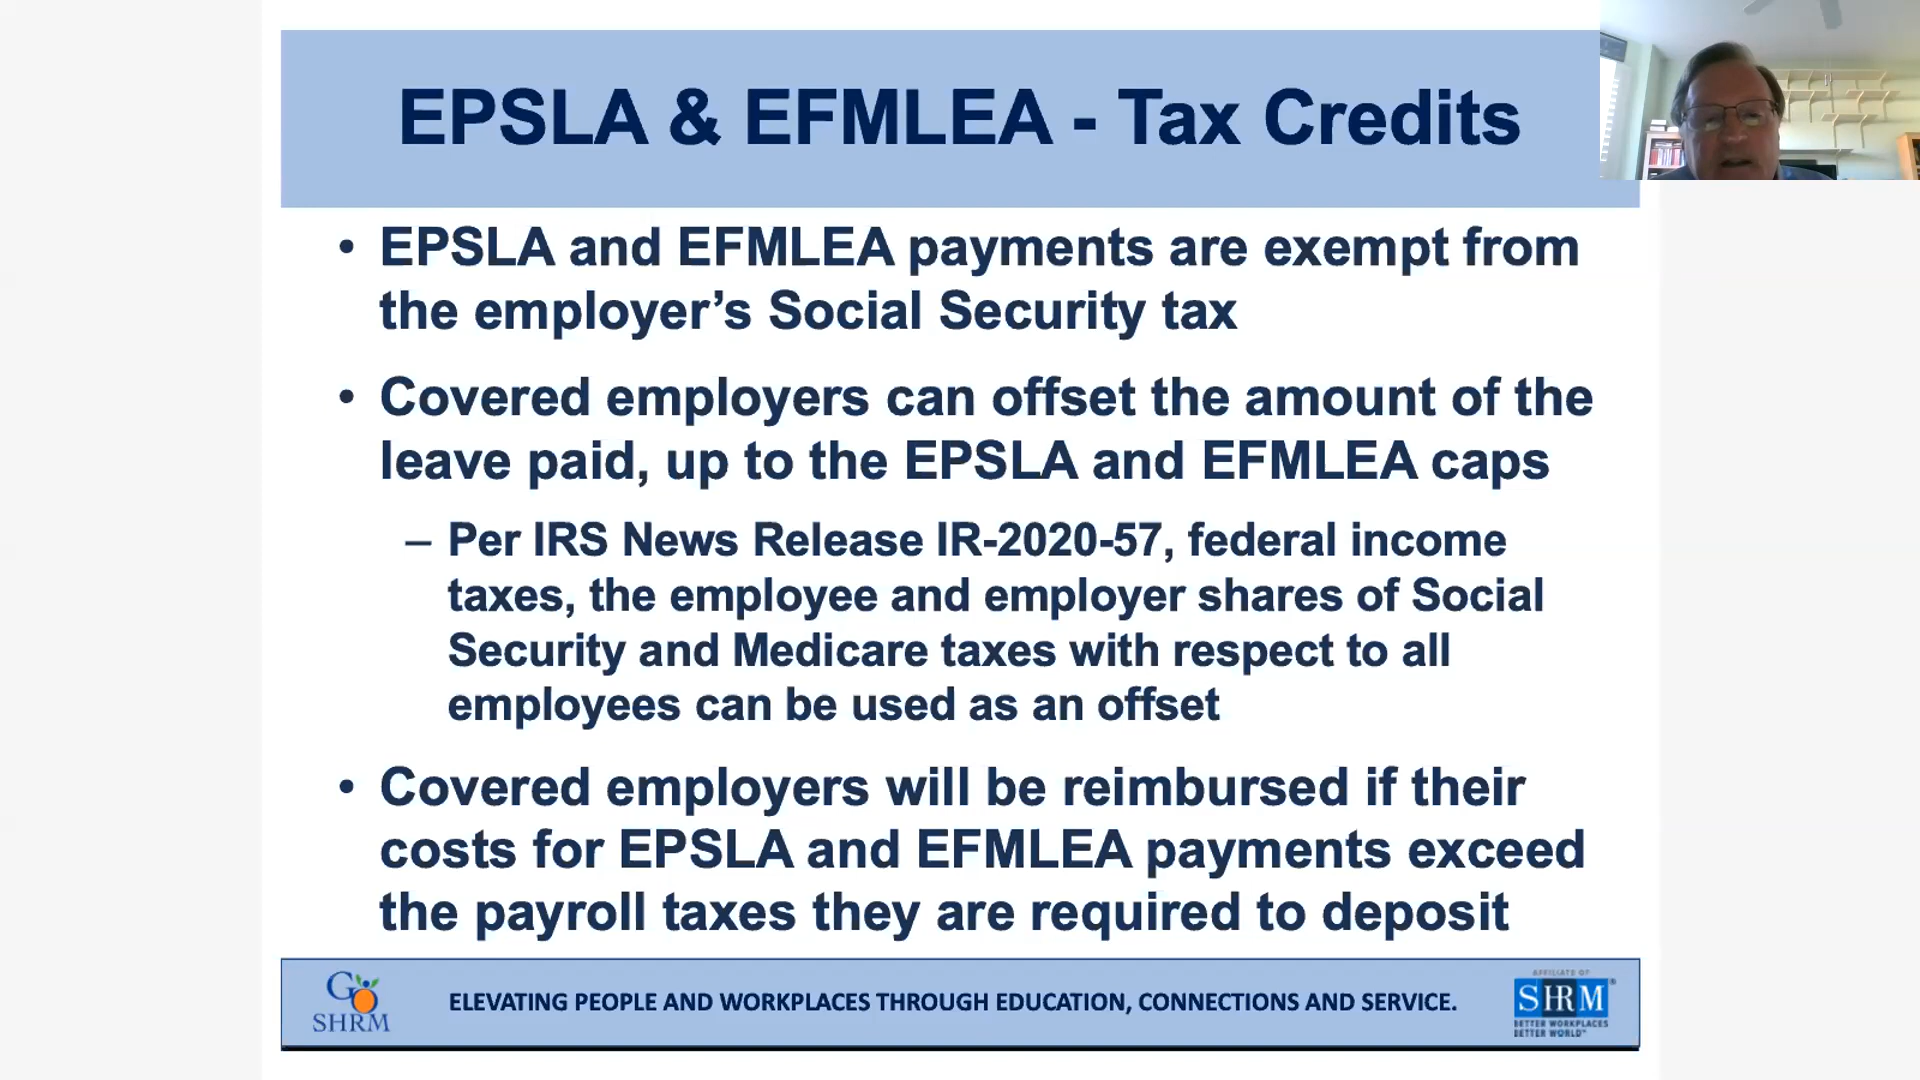 EPSLA & EFMLEA - Tax Credits
• EPSLA and EFMLEA payments are exempt from
the employer’s Social Security tax
• Covered employers can offset the amount of the
leave paid, up to the EPSLA and EFMLEA caps
– Per IRS News Release IR-2020-57, federal income
taxes, the employee and employer shares of Social
Security and Medicare taxes with respect to all
employees can be used as an offset
• Covered employers will be reimbursed if their
costs for EPSLA and EFMLEA payments exceed
the payroll taxes they are required to deposit
GO
SHRM
ELEVATING PEOPLE AND WORKPLACES THROUGH EDUCATION, CONNECTIONS AND SERVICE.
AFFILIATE OF
SHRM®
BETTER WORKPLACES
BETTER WORLD™